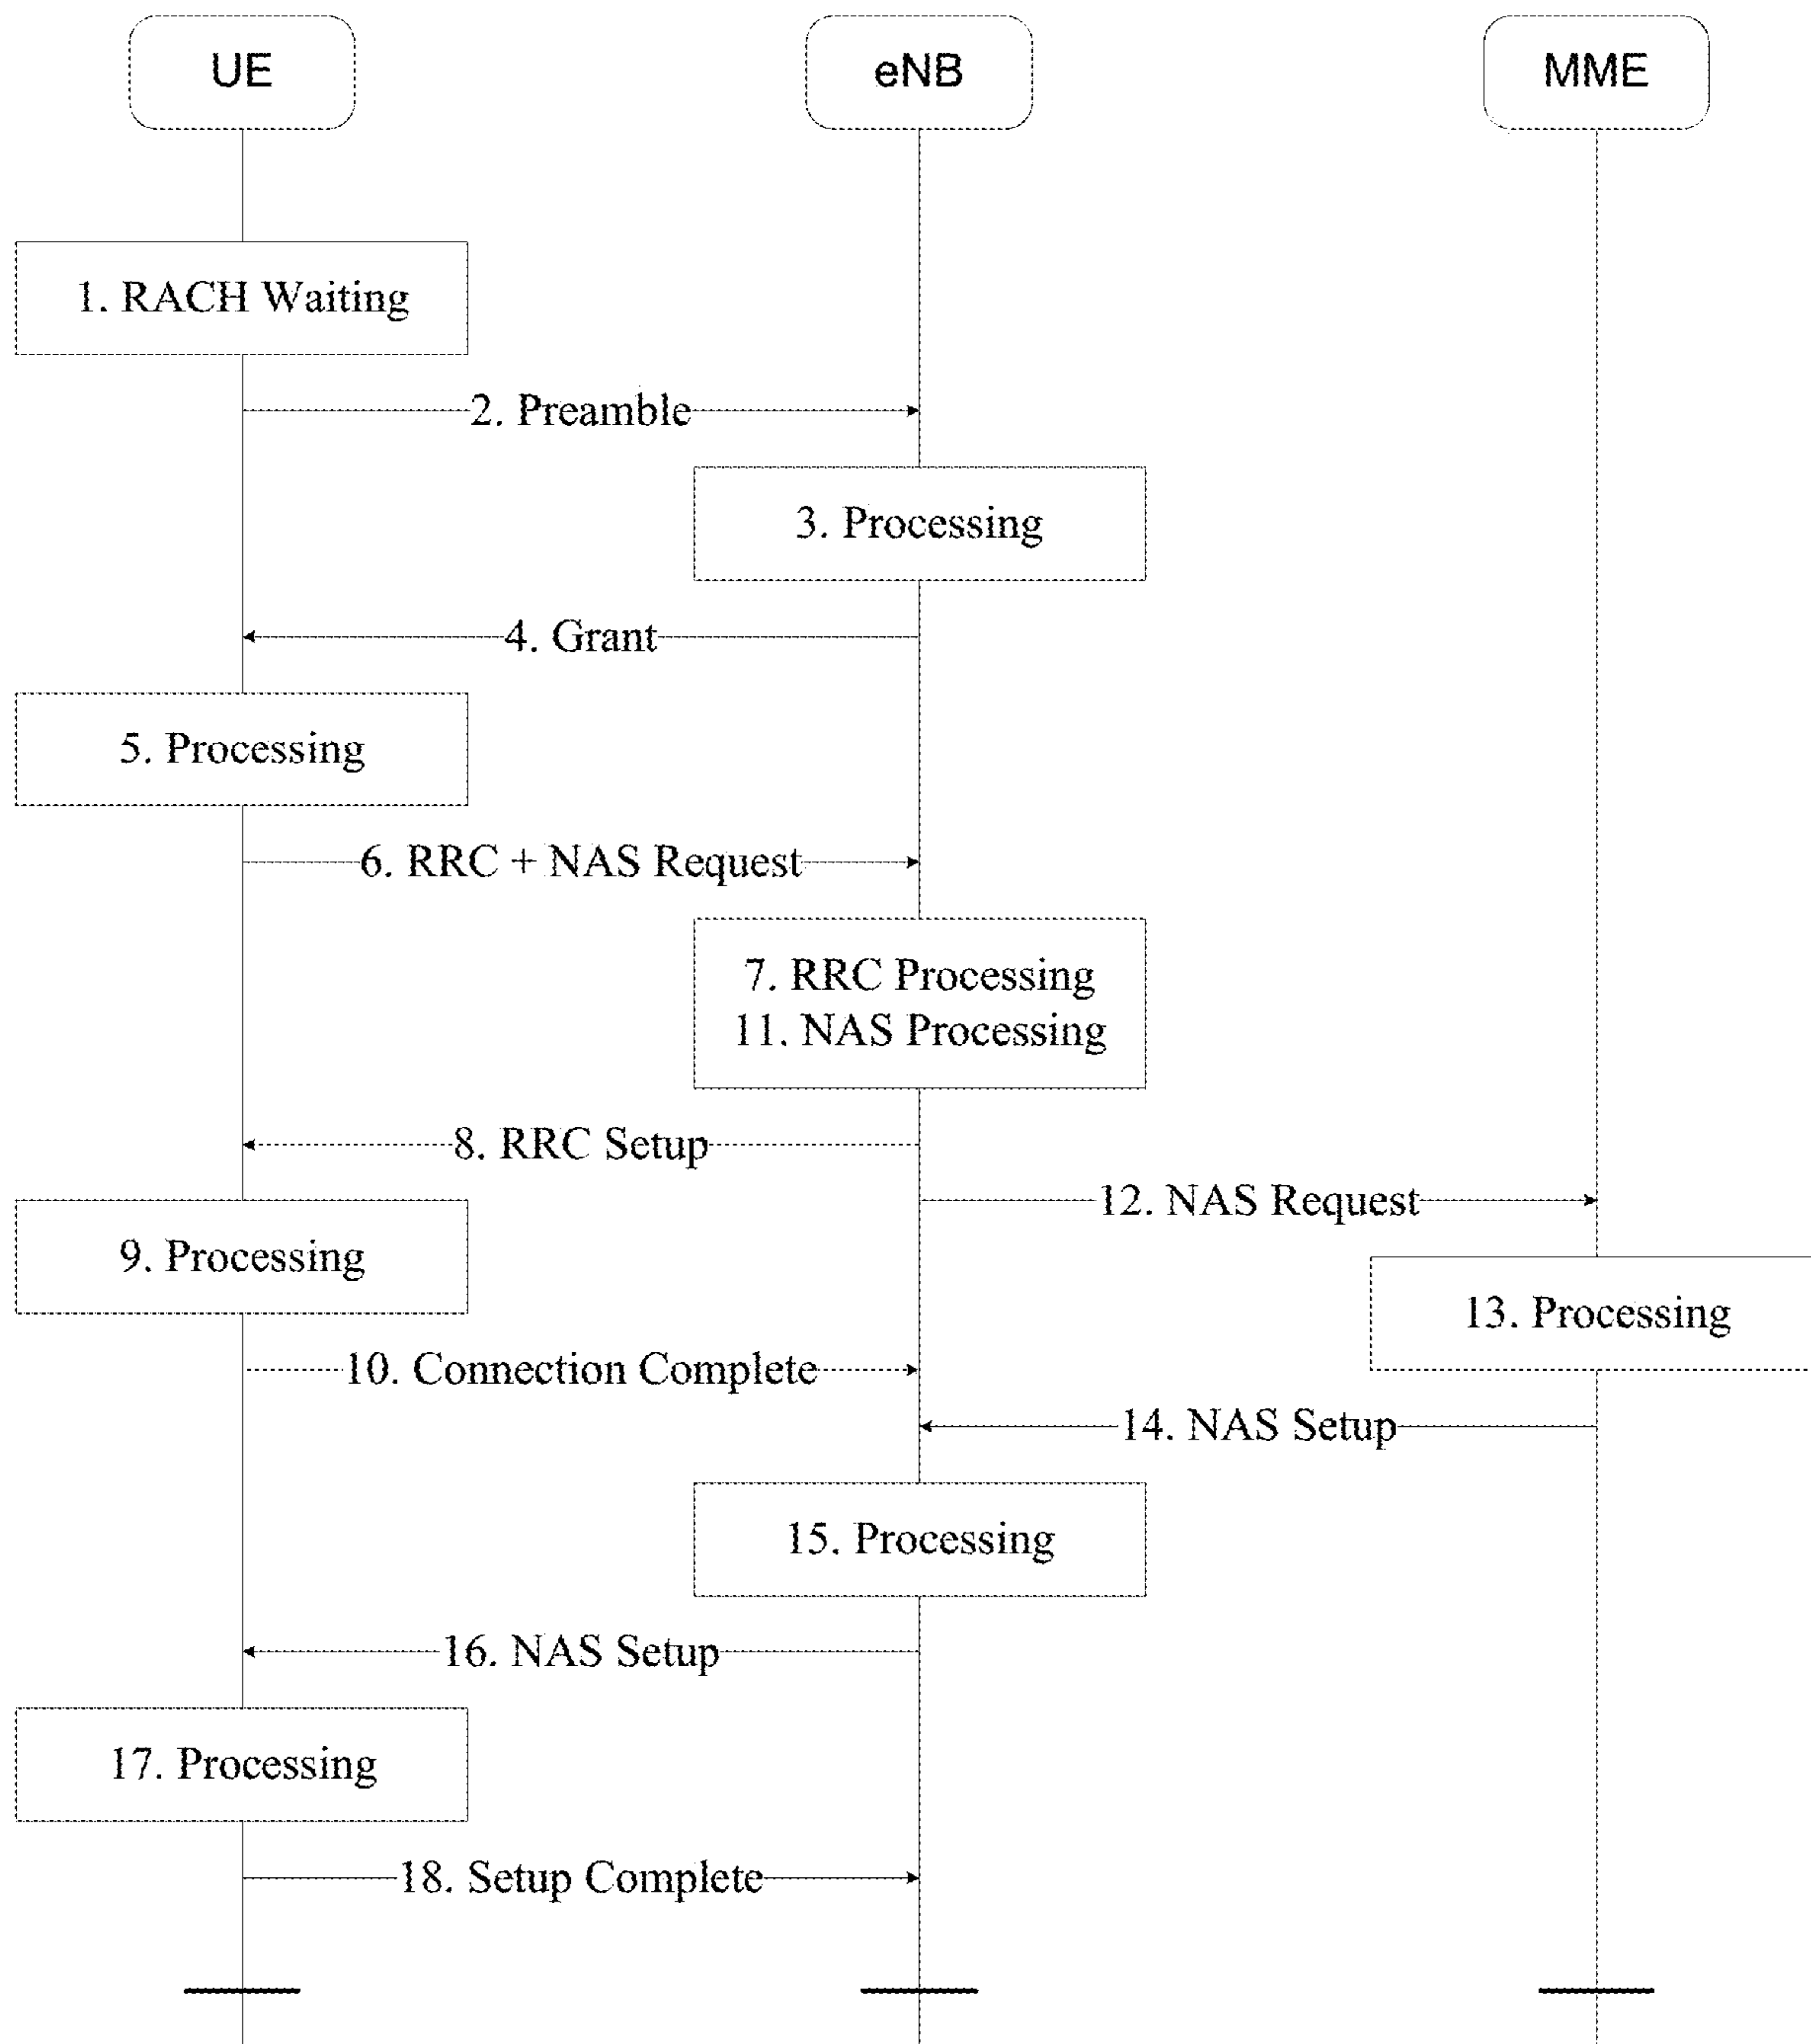 UE
eNB
MME
1. RACH Waiting
2. Preamble
3. Processing
4. Grant
5. Processing
6. RRC + NAS Request
7. RRC Processing
11. NAS Processing
8. RRC Setup
12. NAS Request
9. Processing
13. Processing
10. Connection Complete
14. NAS Setup
15. Processing
16. NAS Setup
17. Processing
18. Setup Complete